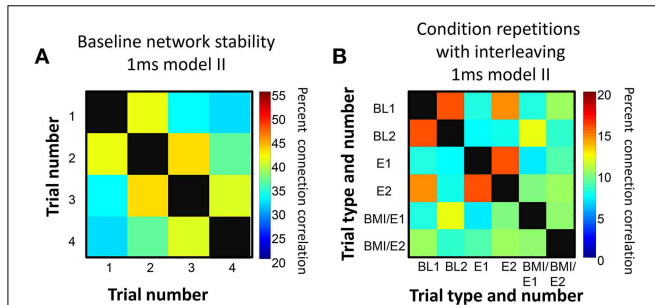 A
Baseline network stability
1ms model II
Trial number
1
2
3
4
1 2 3 4
Trial number
55
50
45
40
35
30
25
20
Percent connection correlation
B
Condition repetitions
with interleaving
1ms model II
Trial type and number
BL1
BL2
E1
E2
BMI/E1
BMI/E2
BL1 BL2 E1 E2 BMI/ BMI/
E1 E2
Trial type and number
20
15
10
5
0
Percent connection correlation